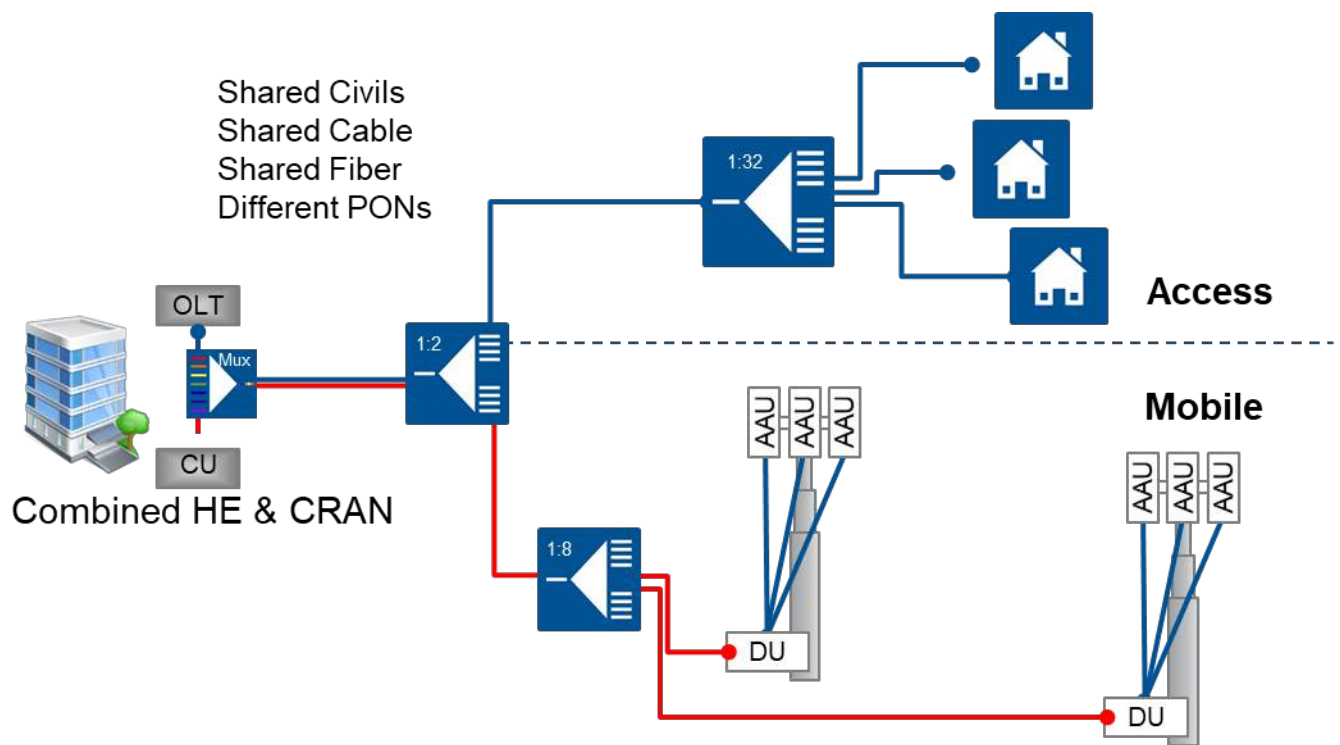 Shared Civils
Shared Cable
Shared Fiber
Different PONs
1:32
Access
OLT
Mux
1:2
CU
Combined HE & CRAN
Mobile
AAU
AAU
AAU
AAU
AAU
AAU
1:8
DU
DU